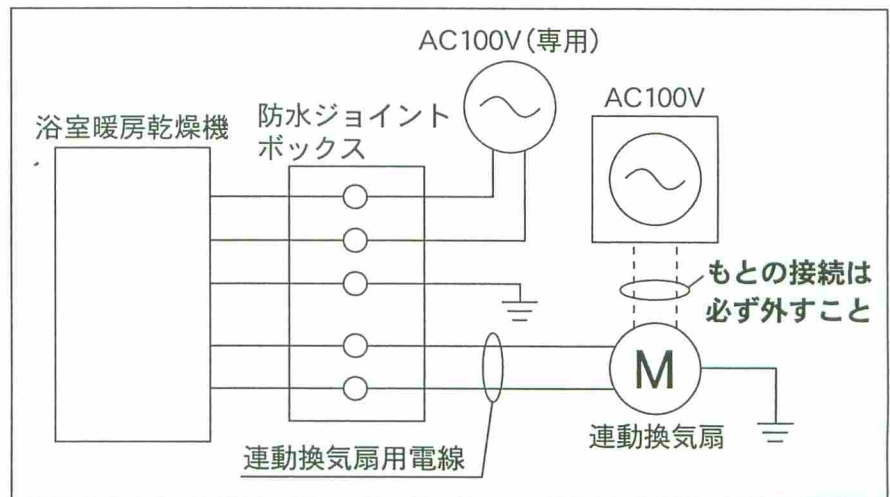 AC100V(専用)
AC100V
浴室暖房乾燥機
防水ジョイント
ボックス
もとの接続は
必ず外すこと
M
連動換気扇
連動換気扇用電線